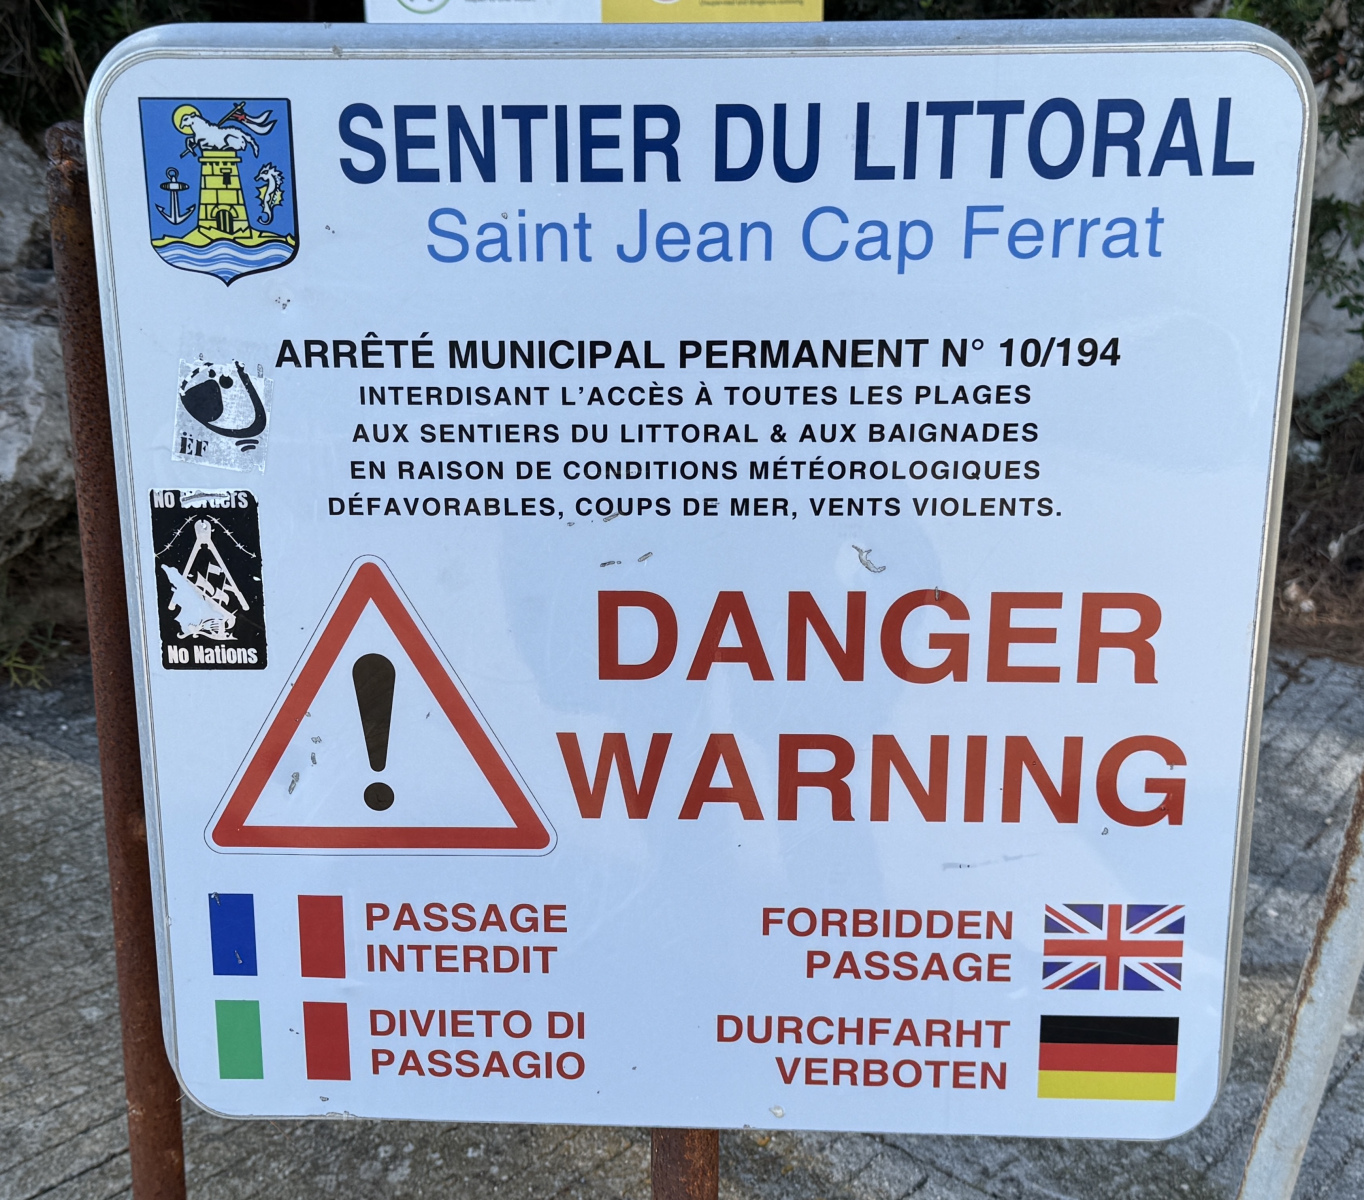 SENTIER DU LITTORAL
Saint Jean Cap Ferrat
ARRÊTÉ MUNICIPAL PERMANENT N° 10/194
INTERDISANT L'ACCÈS À TOUTES LES PLAGES
AUX SENTIERS DU LITTORAL & AUX BAIGNADES
EN RAISON DE CONDITIONS MÉTÉOROLOGIQUES
DÉFAVORABLES, COUPS DE MER, VENTS VIOLENTS.
ËF
No Borders
No Nations
DANGER
WARNING
PASSAGE
INTERDIT
FORBIDDEN
PASSAGE
DIVIETO DI
PASSAGIO
DURCHFARHT
VERBOTEN